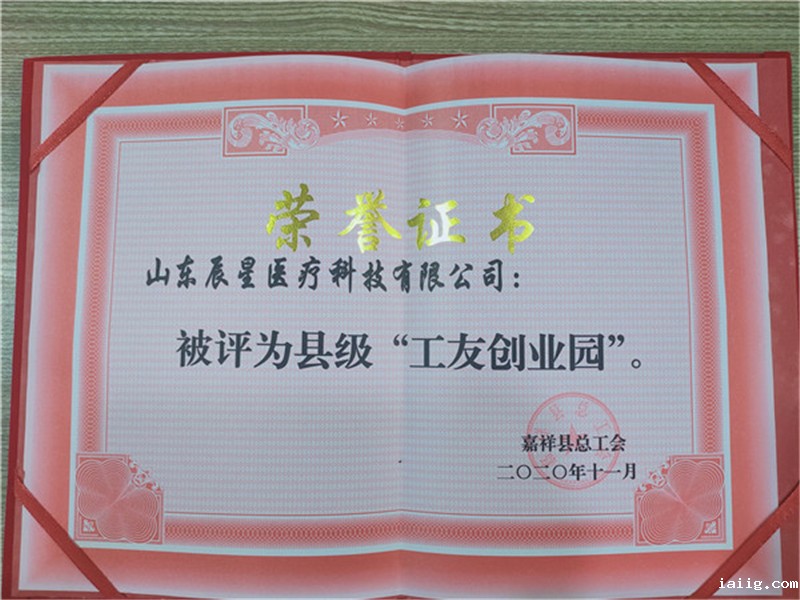 荣誉证书
山东辰星医疗科技有限公司：
被评为县级“工友创业园”。
嘉祥县总工会
二〇二〇年十一月
iaiig.com